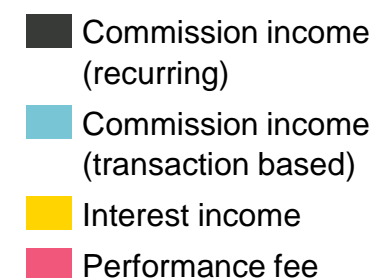 Commission income
(recurring)
Commission income
(transaction based)
Interest income
Performance fee